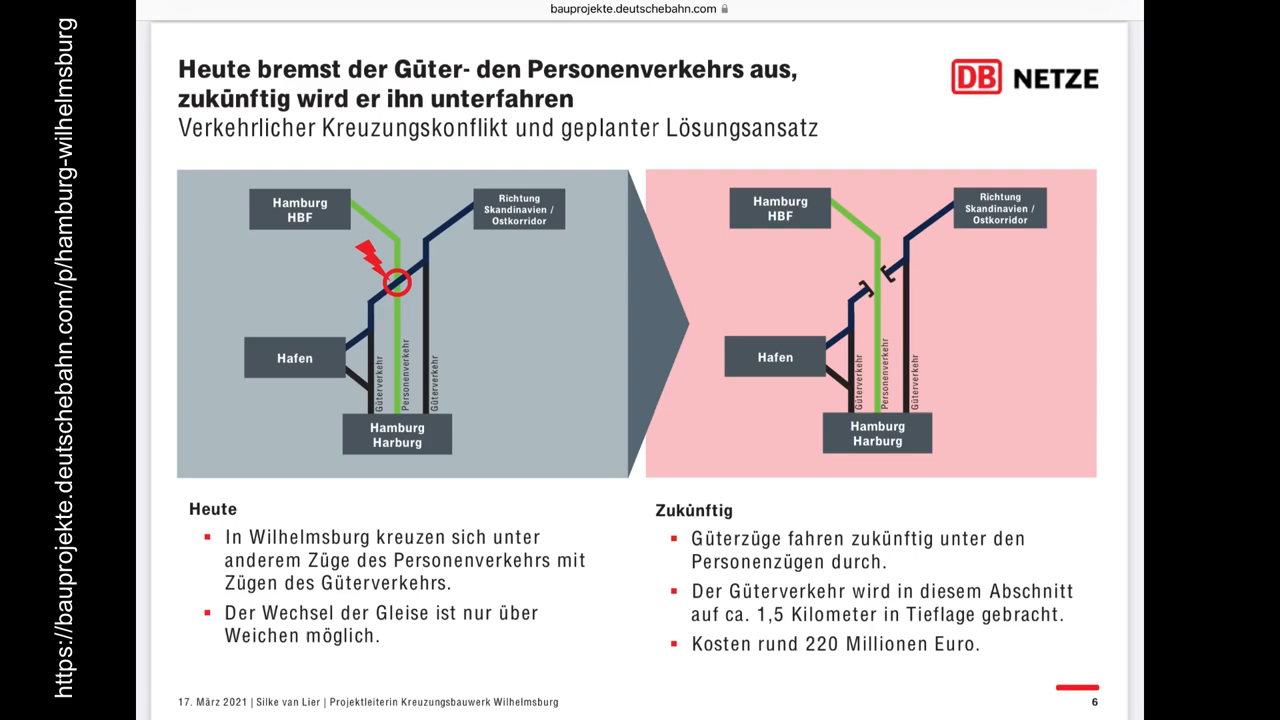 bauprojekte.deutschebahn.com
https://bauprojekte.deutschebahn.com/p/hamburg-wilhelmsburg
Heute bremst der Güter- den Personenverkehrs aus,
zukünftig wird er ihn unterfahren
Verkehrlicher Kreuzungskonflikt und geplanter Lösungsansatz
DB NETZE
Hamburg
HBF
Richtung
Skandinavien /
Ostkorridor
Hafen
Güterverkehr
Personenverkehr
Güterverkehr
Hamburg
Harburg
Hamburg
HBF
Richtung
Skandinavien /
Ostkorridor
Hafen
Güterverkehr
Personenverkehr
Güterverkehr
Hamburg
Harburg
Heute
In Wilhelmsburg kreuzen sich unter
anderem Züge des Personenverkehrs mit
Zügen des Güterverkehrs.
Der Wechsel der Gleise ist nur über
Weichen möglich.
Zukünftig
Güterzüge fahren zukünftig unter den
Personenzügen durch.
Der Güterverkehr wird in diesem Abschnitt
auf ca. 1,5 Kilometer in Tieflage gebracht.
Kosten rund 220 Millionen Euro.
17. März 2021 | Silke van Lier | Projektleiterin Kreuzungsbauwerk Wilhelmsburg
6